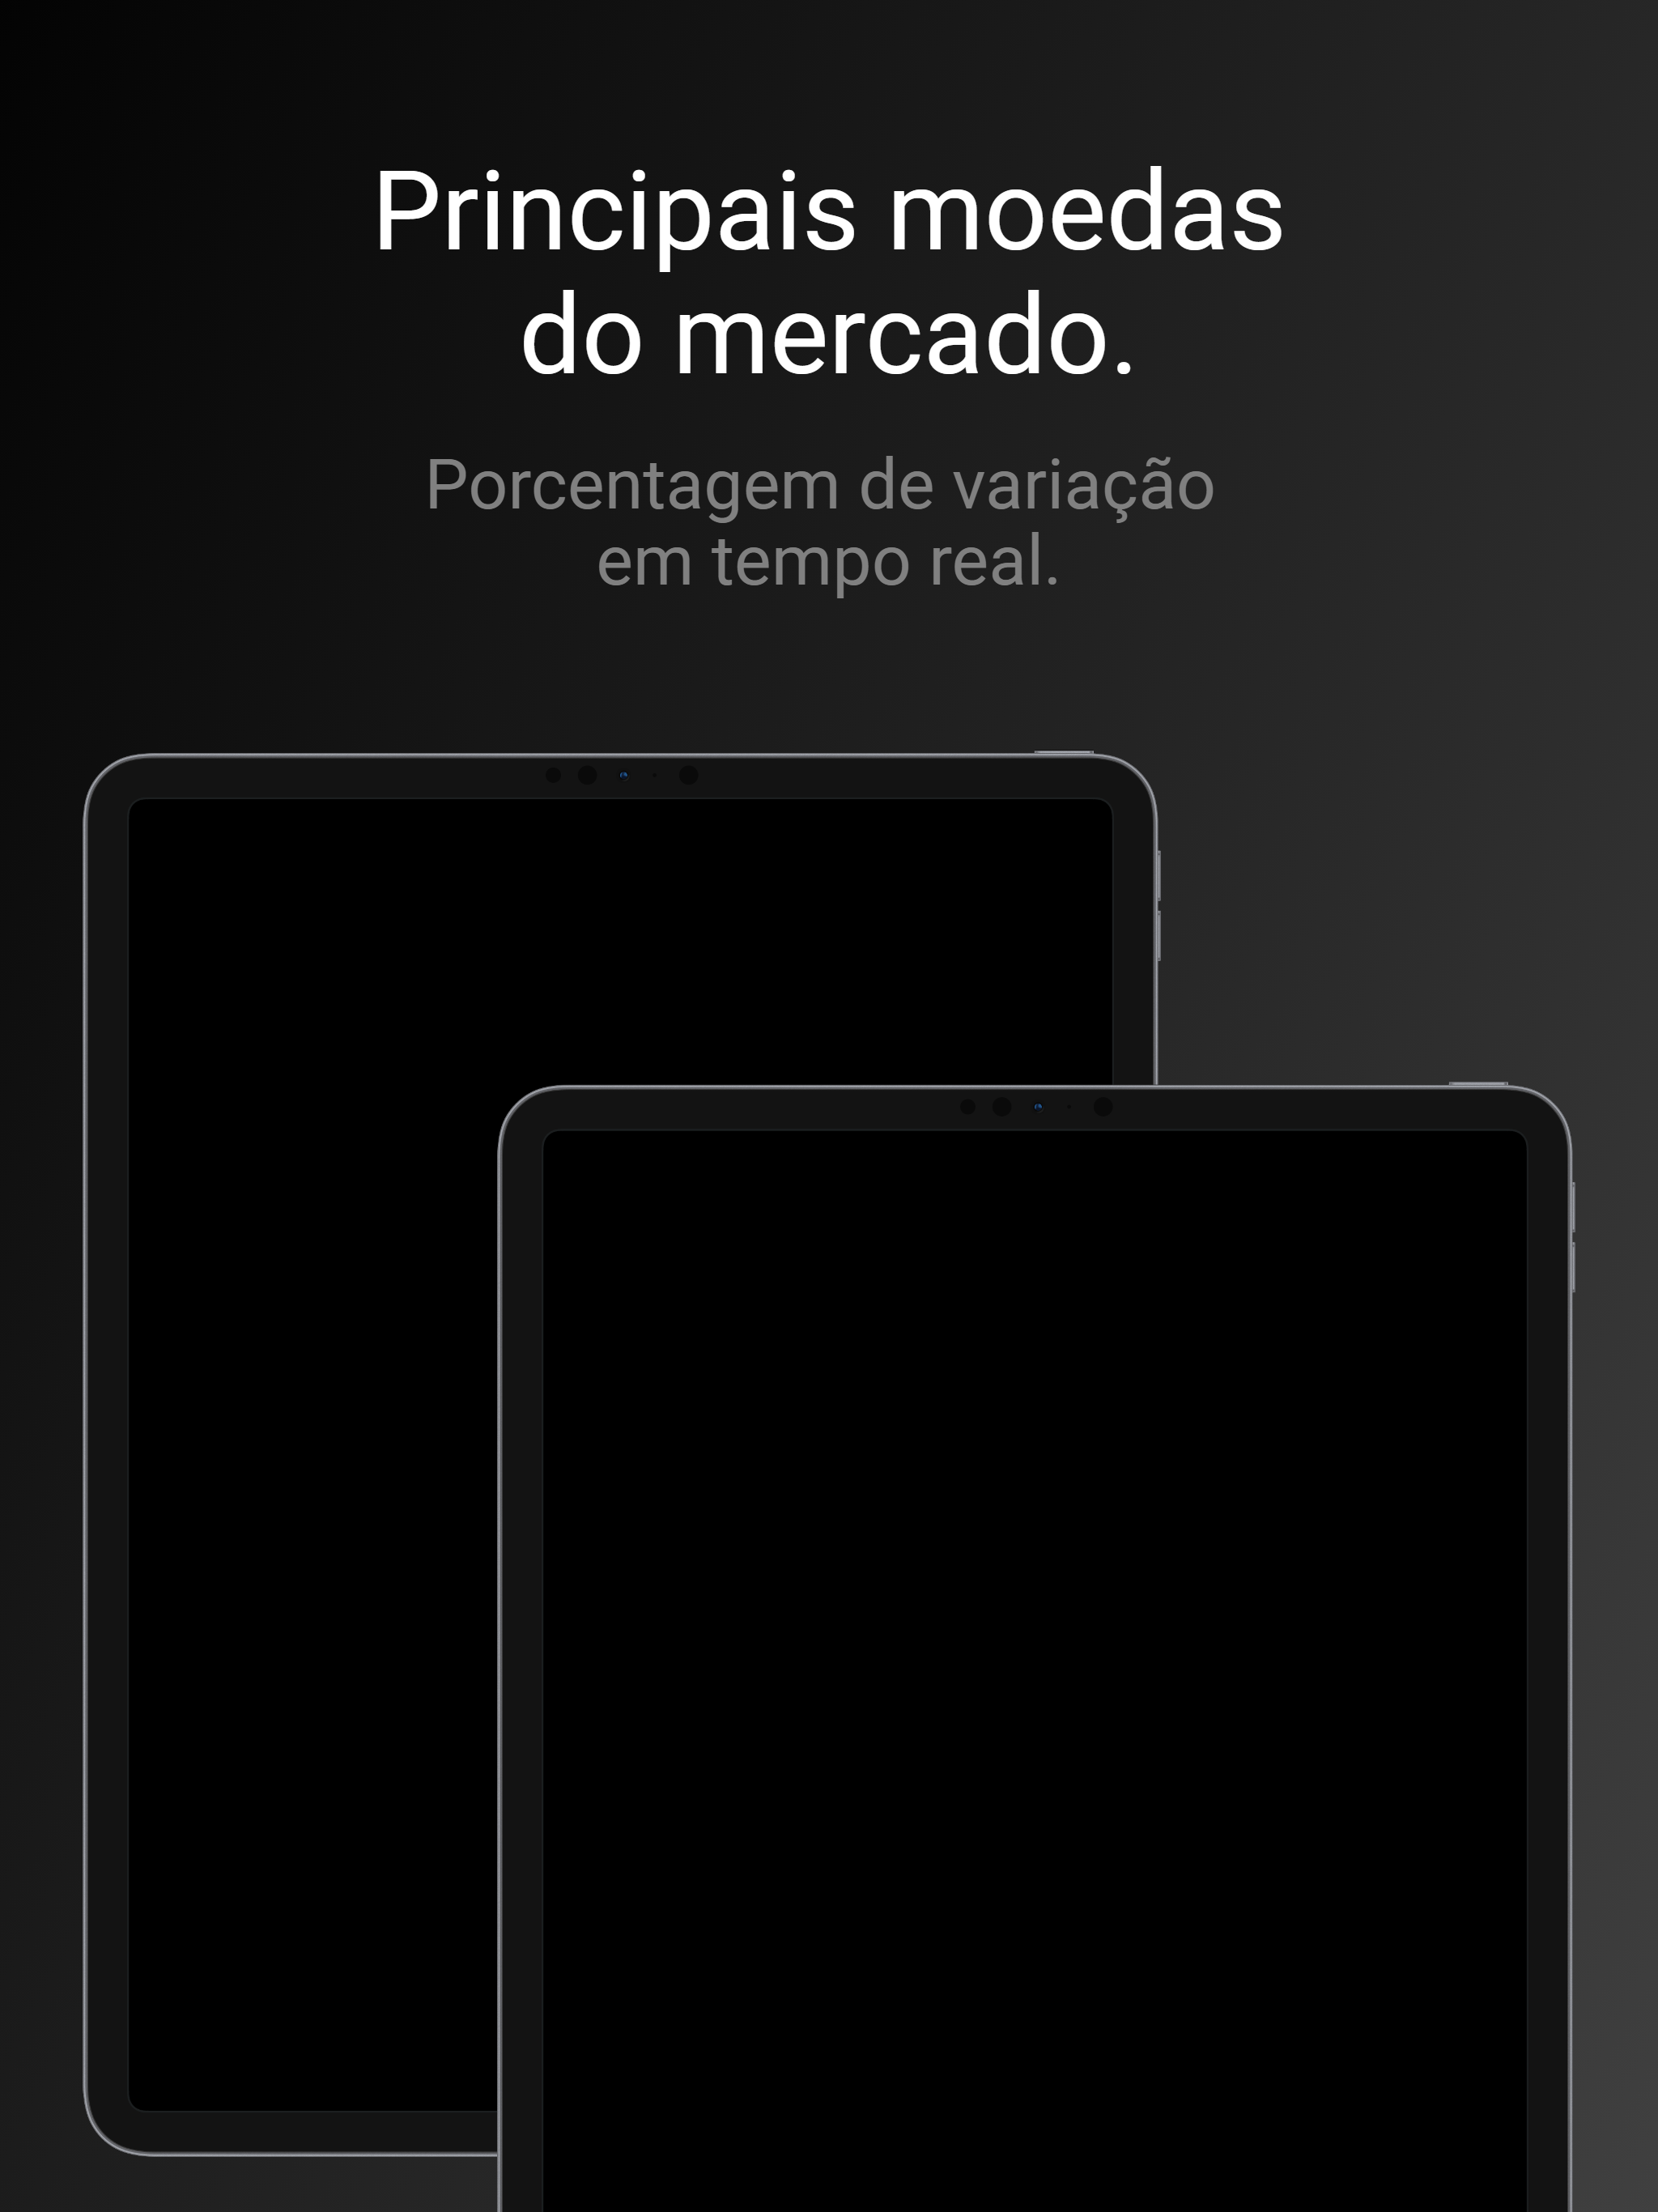 Principais moedas
do mercado.
Porcentagem de variação
em tempo real.